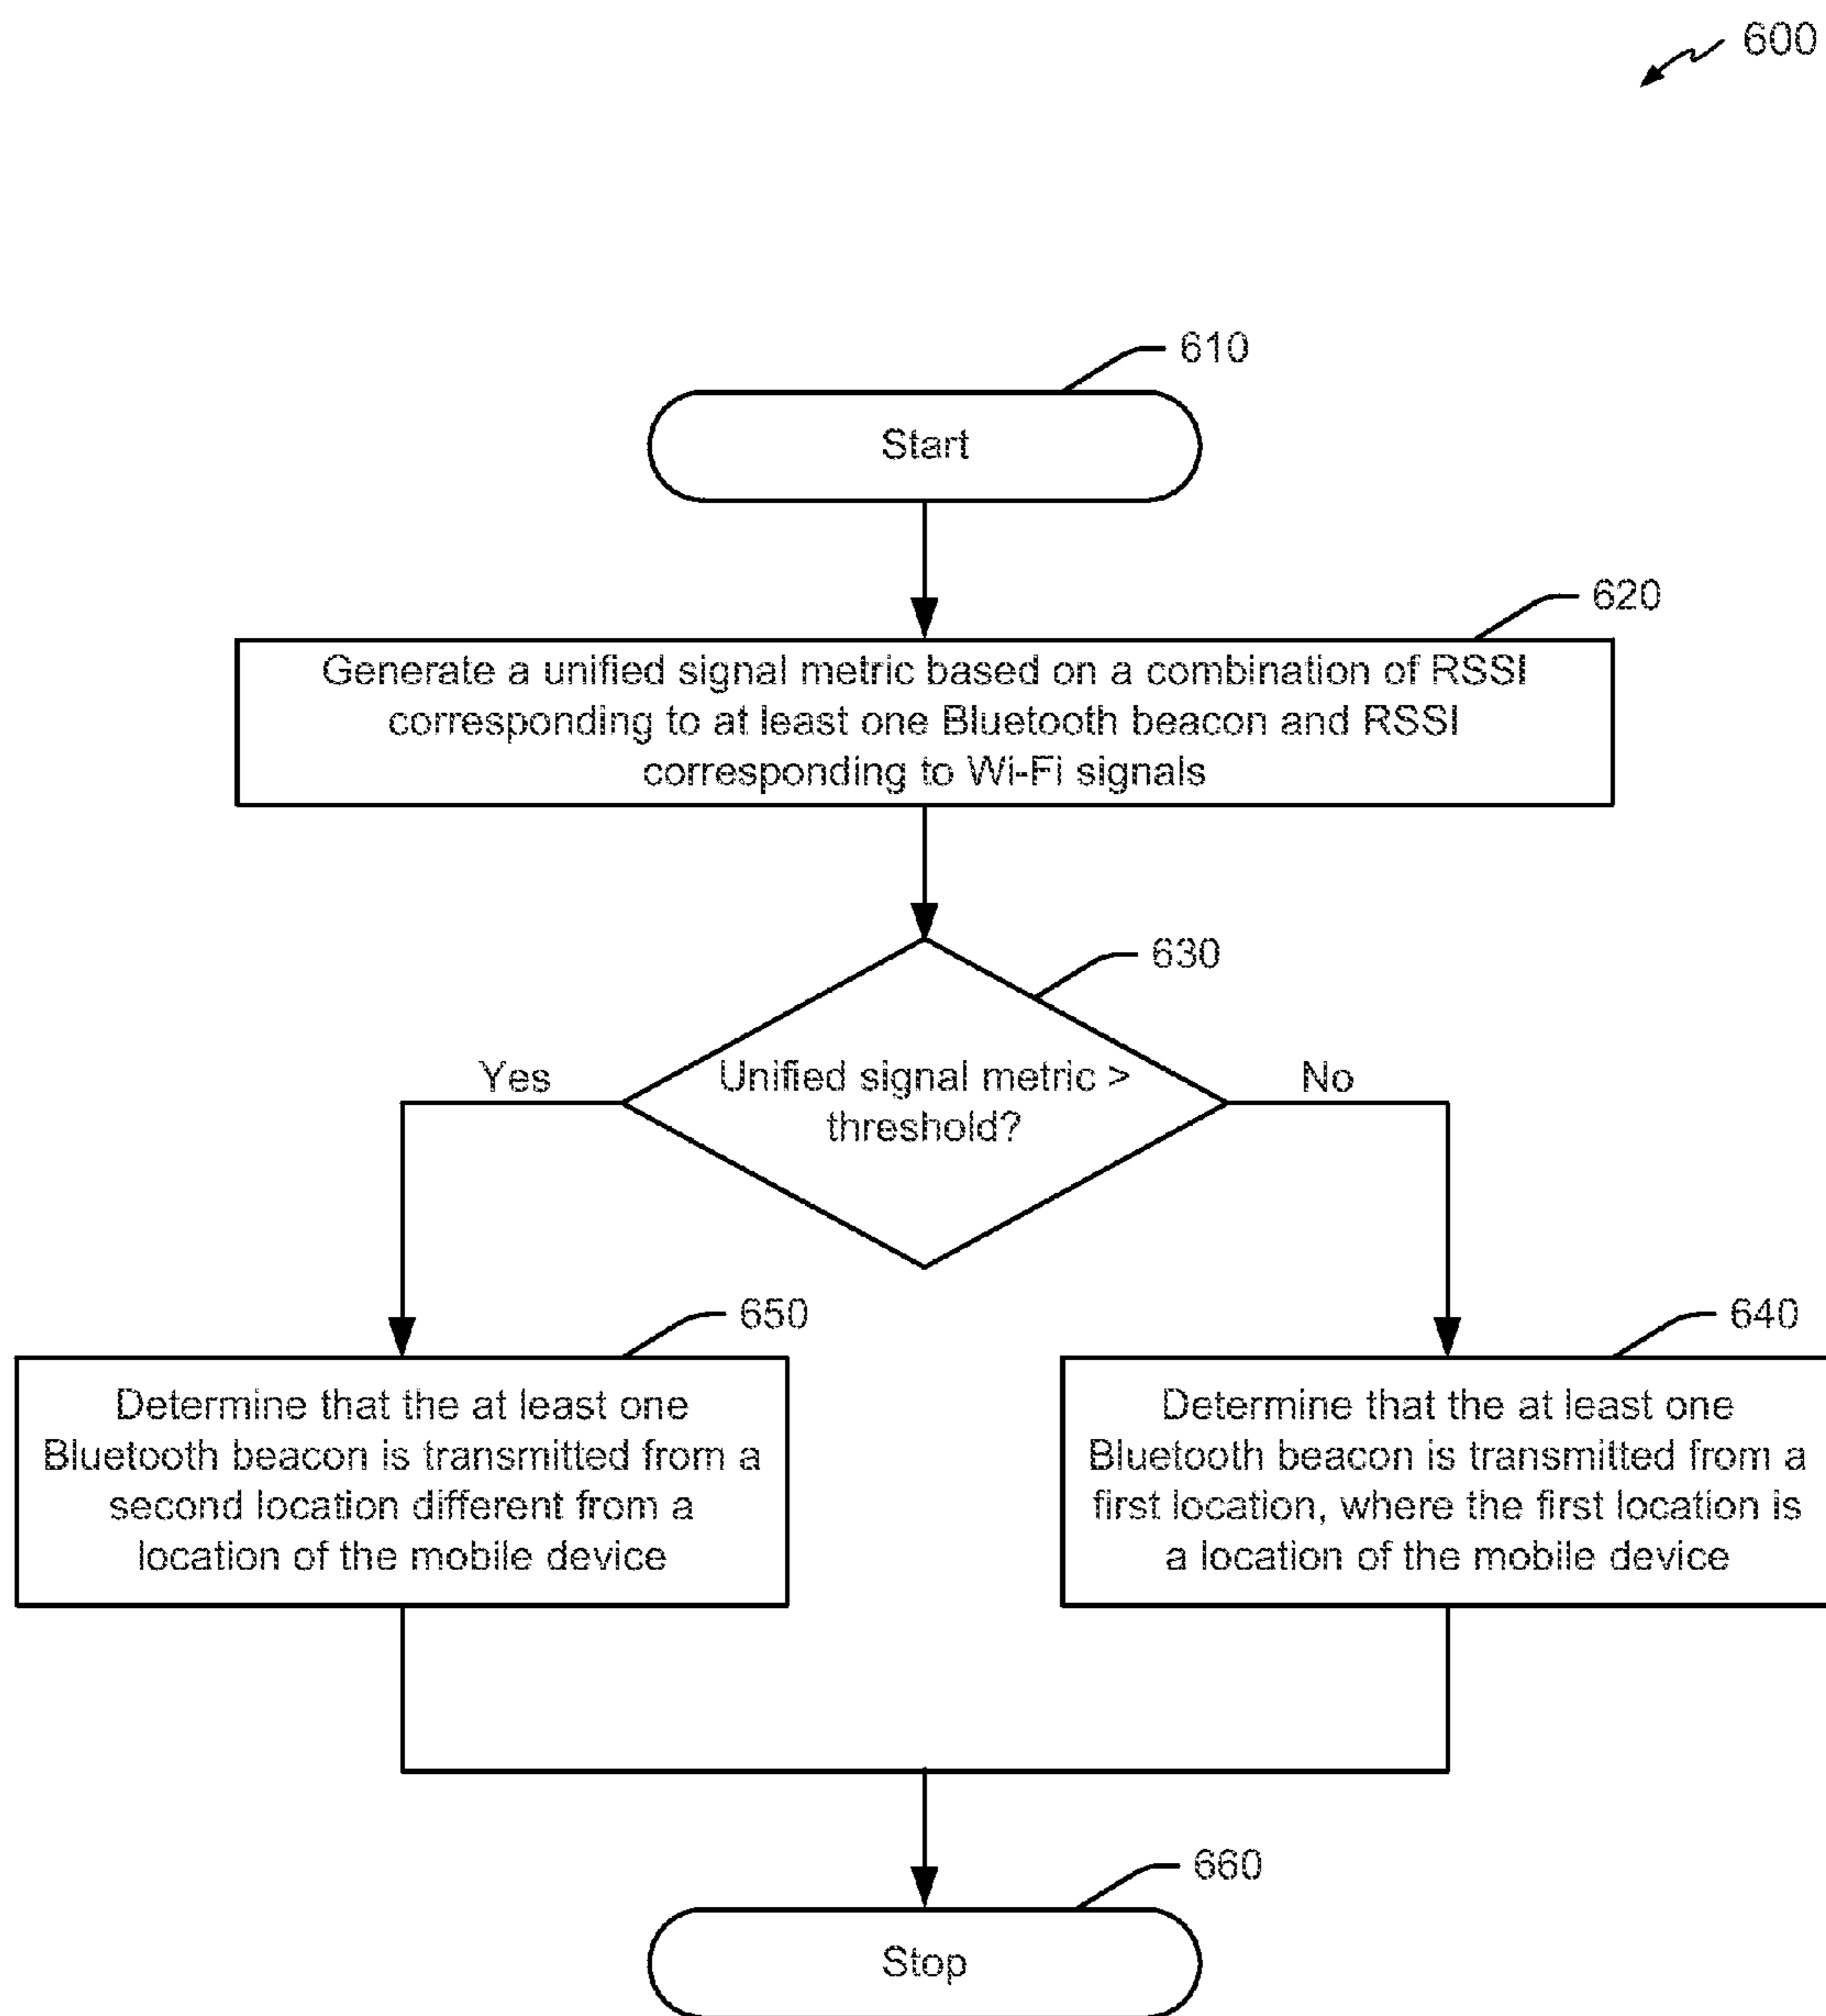 600
610
Start
620
Generate a unified signal metric based on a combination of RSSI
corresponding to at least one Bluetooth beacon and RSSI
corresponding to Wi-Fi signals
630
Yes
Unified signal metric >
threshold?
No
650
Determine that the at least one
Bluetooth beacon is transmitted from a
second location different from a
location of the mobile device
640
Determine that the at least one
Bluetooth beacon is transmitted from a
first location, where the first location is
a location of the mobile device
660
Stop